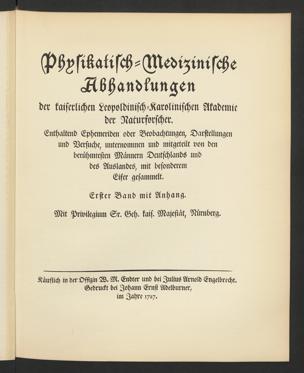 Physikalisch-Medizinische
Abhandlungen
der kaiserlichen Leopoldinisch-Karolinischen Akademie
der Naturforscher.
Enthaltend Ephemeriden oder Beobachtungen, Darstellungen
und Versuche, unternommen und mitgeteilt von den
berühmtesten Männern Deutschlands und
des Auslandes, mit besonderem
Eifer gesammelt.
Erster Band mit Anhang.
Mit Privilegium Sr. Geh. kais. Majestät, Nürnberg.
Käuflich in der Offizin W. M. Endter und bei Julius Arnold Engelbrecht.
Gedruckt bei Johann Ernst Adelburner,
im Jahre 1727.